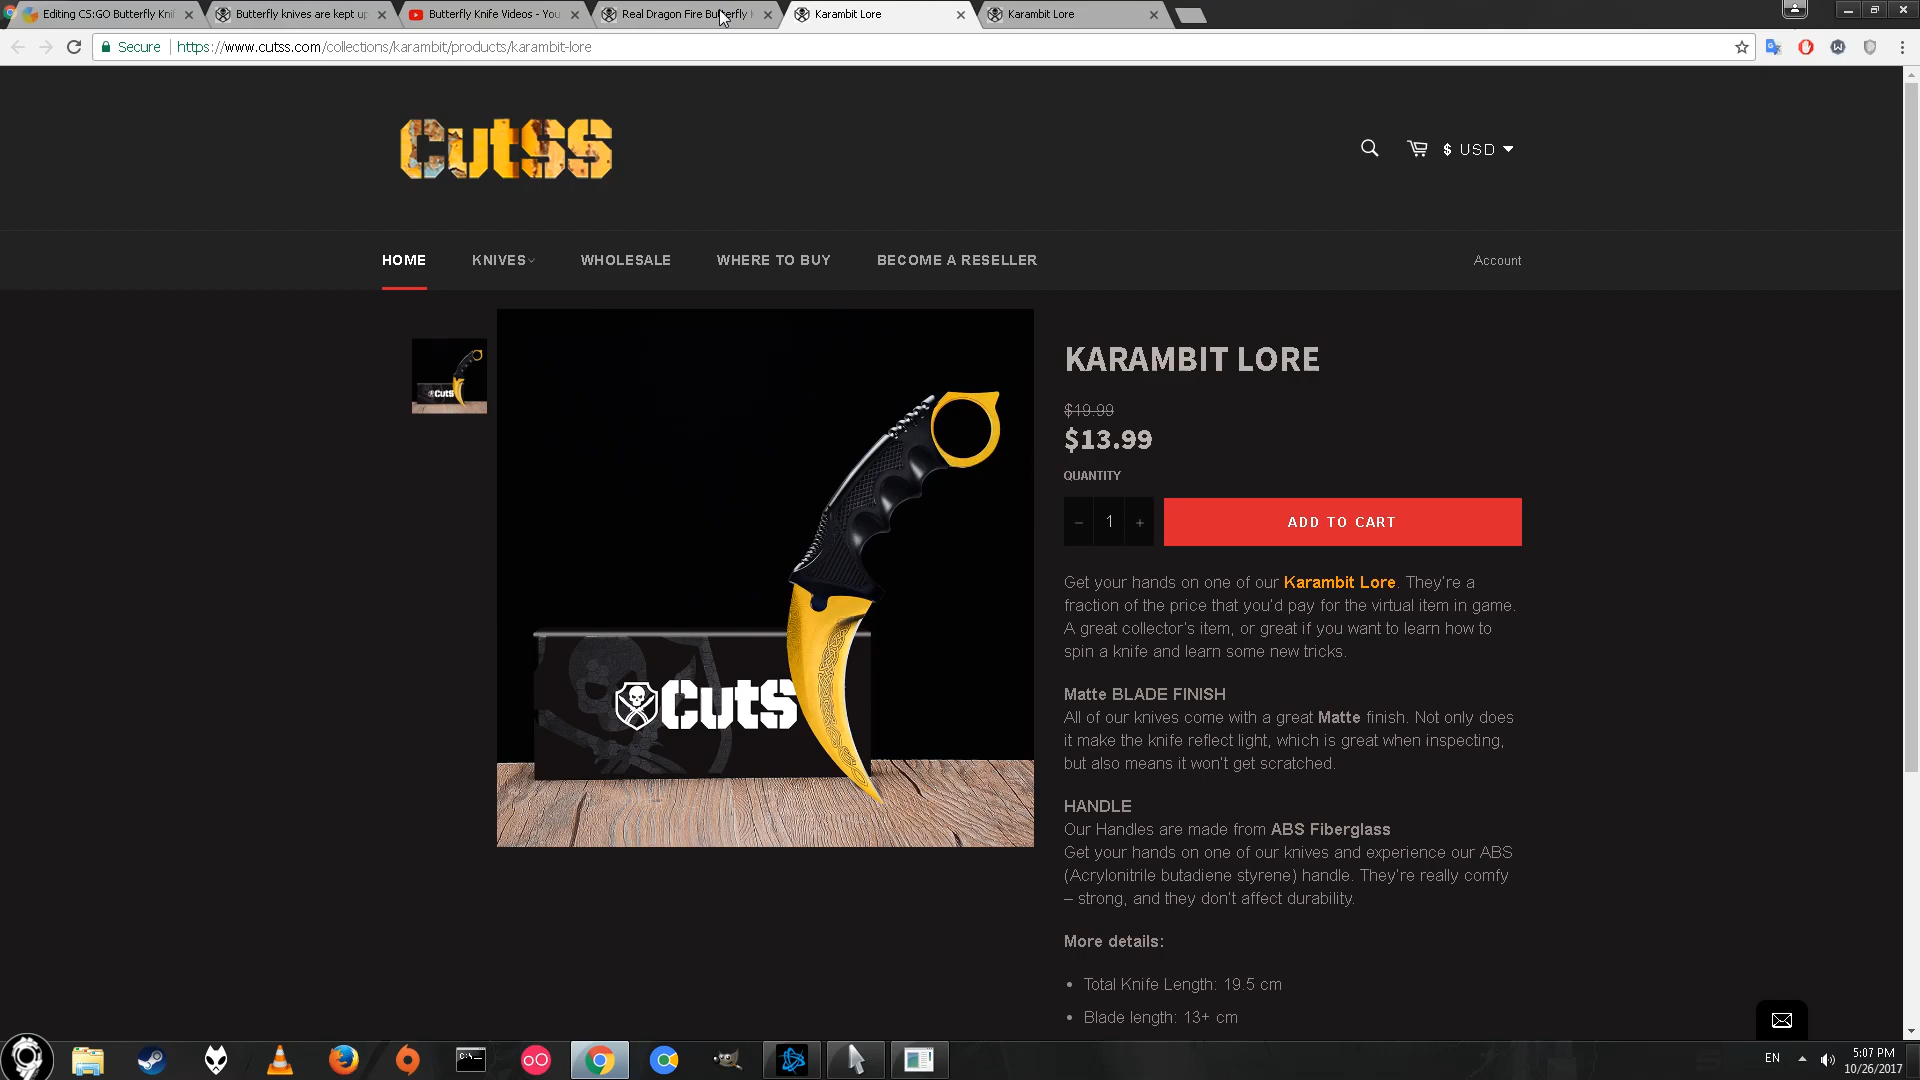 Editing CS:GO Butterfly Knif
Butterfly knives are kept up
Butterfly Knife Videos - You
Real Dragon Fire Butterfly
Karambit Lore
Karambit Lore
Secure
https://www.cutss.com/collections/karambit/products/karambit-lore
CutSS
$ USD
HOME
KNIVES
WHOLESALE
WHERE TO BUY
BECOME A RESELLER
Account
Cuts
CutS
KARAMBIT LORE
$19.99
$13.99
QUANTITY
− 1 +
ADD TO CART
Get your hands on one of our Karambit Lore. They're a
fraction of the price that you'd pay for the virtual item in game.
A great collector's item, or great if you want to learn how to
spin a knife and learn some new tricks.
Matte BLADE FINISH
All of our knives come with a great Matte finish. Not only does
it make the knife reflect light, which is great when inspecting,
but also means it won't get scratched.
HANDLE
Our Handles are made from ABS Fiberglass
Get your hands on one of our knives and experience our ABS
(Acrylonitrile butadiene styrene) handle. They're really comfy
– strong, and they don't affect durability.
More details:
• Total Knife Length: 19.5 cm
• Blade length: 13+ cm
EN
5:07 PM
10/26/2017